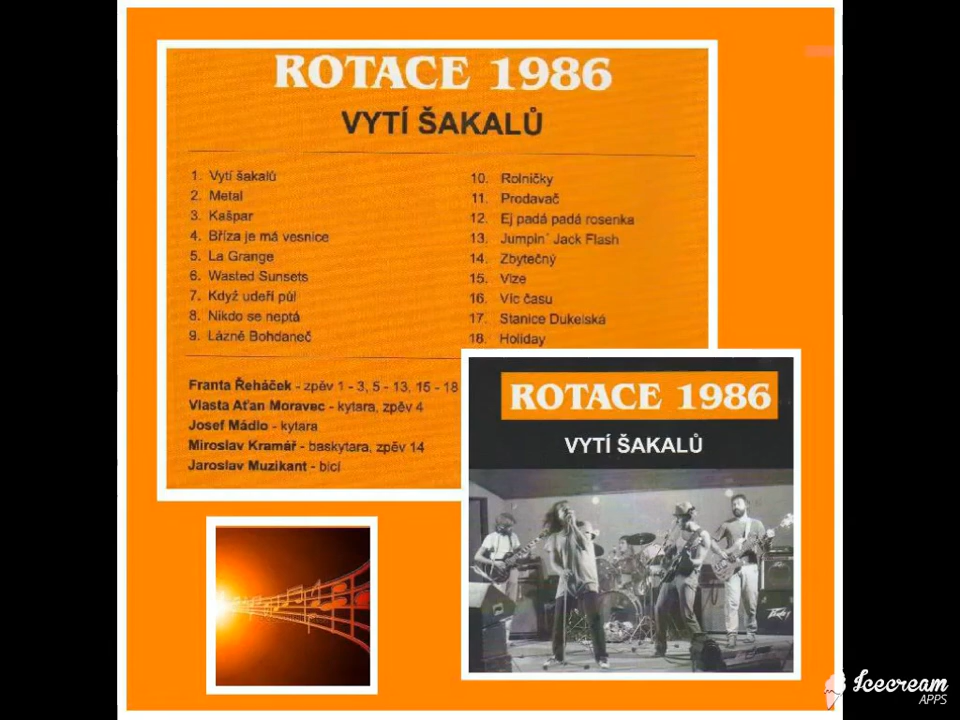 ROTACE 1986
VYTÍ ŠAKALŮ
1. Vytí šakalů
2. Metal
3. Kašpar
4. Bříza je má vesnice
5. La Grange
6. Wasted Sunsets
7. Když udeří půl
8. Nikdo se neptá
9. Lázně Bohdaneč
10. Rolničky
11. Prodavač
12. Ej padá padá rosenka
13. Jumpin´ Jack Flash
14. Zbytečný
15. Vize
16. Víc času
17. Stanice Dukelská
18. Holiday
Franta Řeháček - zpěv 1 - 3, 5 - 13, 15 - 18
Vlasta Aťan Moravec - kytara, zpěv 4
Josef Mádlo - kytara
Miroslav Kramář - baskytara, zpěv 14
Jaroslav Muzikant - bicí
ROTACE 1986
VYTÍ ŠAKALŮ
PEAVEY
Icecream
APPS